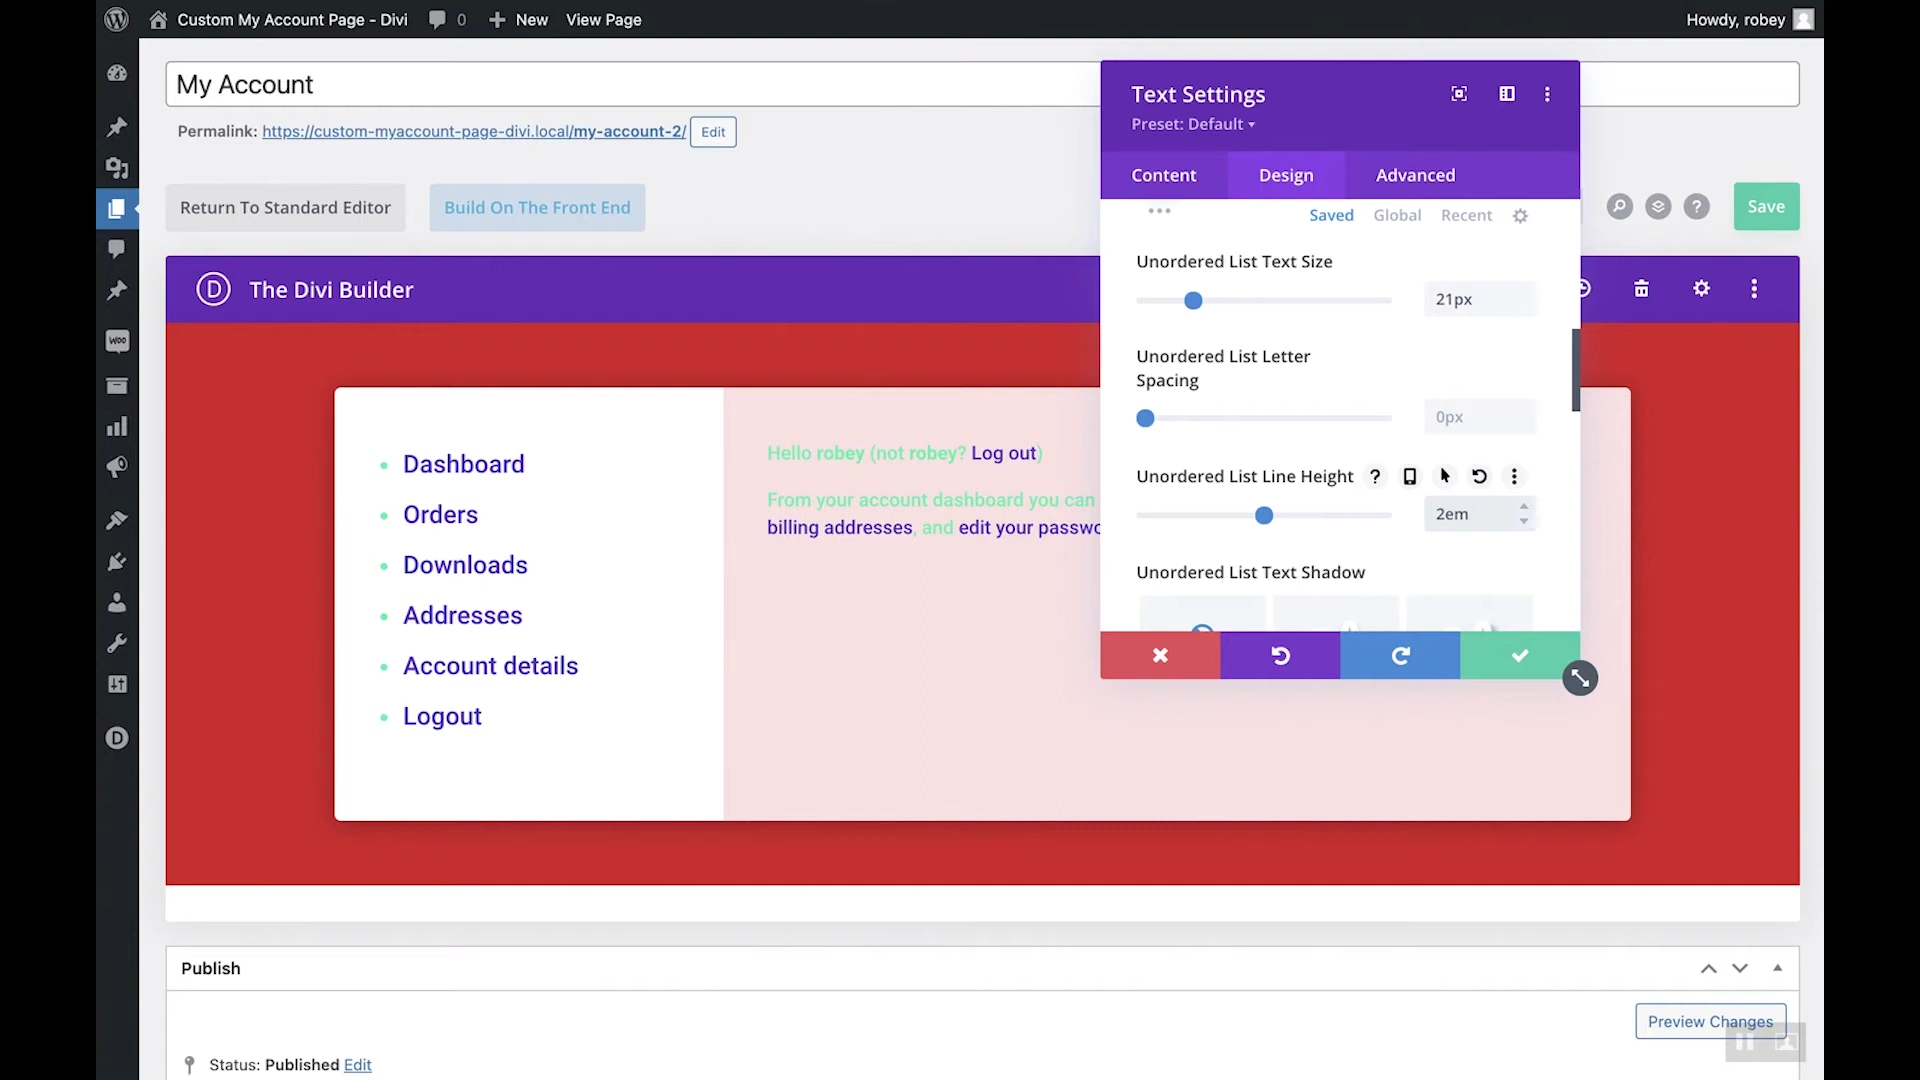 Custom My Account Page - Divi 0 New View Page Howdy, robey
My Account
Permalink: https://custom-myaccount-page-divi.local/my-account-2/ Edit
Return To Standard Editor Build On The Front End Save
The Divi Builder
Dashboard
Orders
Downloads
Addresses
Account details
Logout
Hello robey (not robey? Log out)
From your account dashboard you can
billing addresses, and edit your passwo
Text Settings
Preset: Default
Content Design Advanced
Saved Global Recent
Unordered List Text Size
21px
Unordered List Letter
Spacing
0px
Unordered List Line Height
2em
Unordered List Text Shadow
Publish
Preview Changes
Status: Published Edit